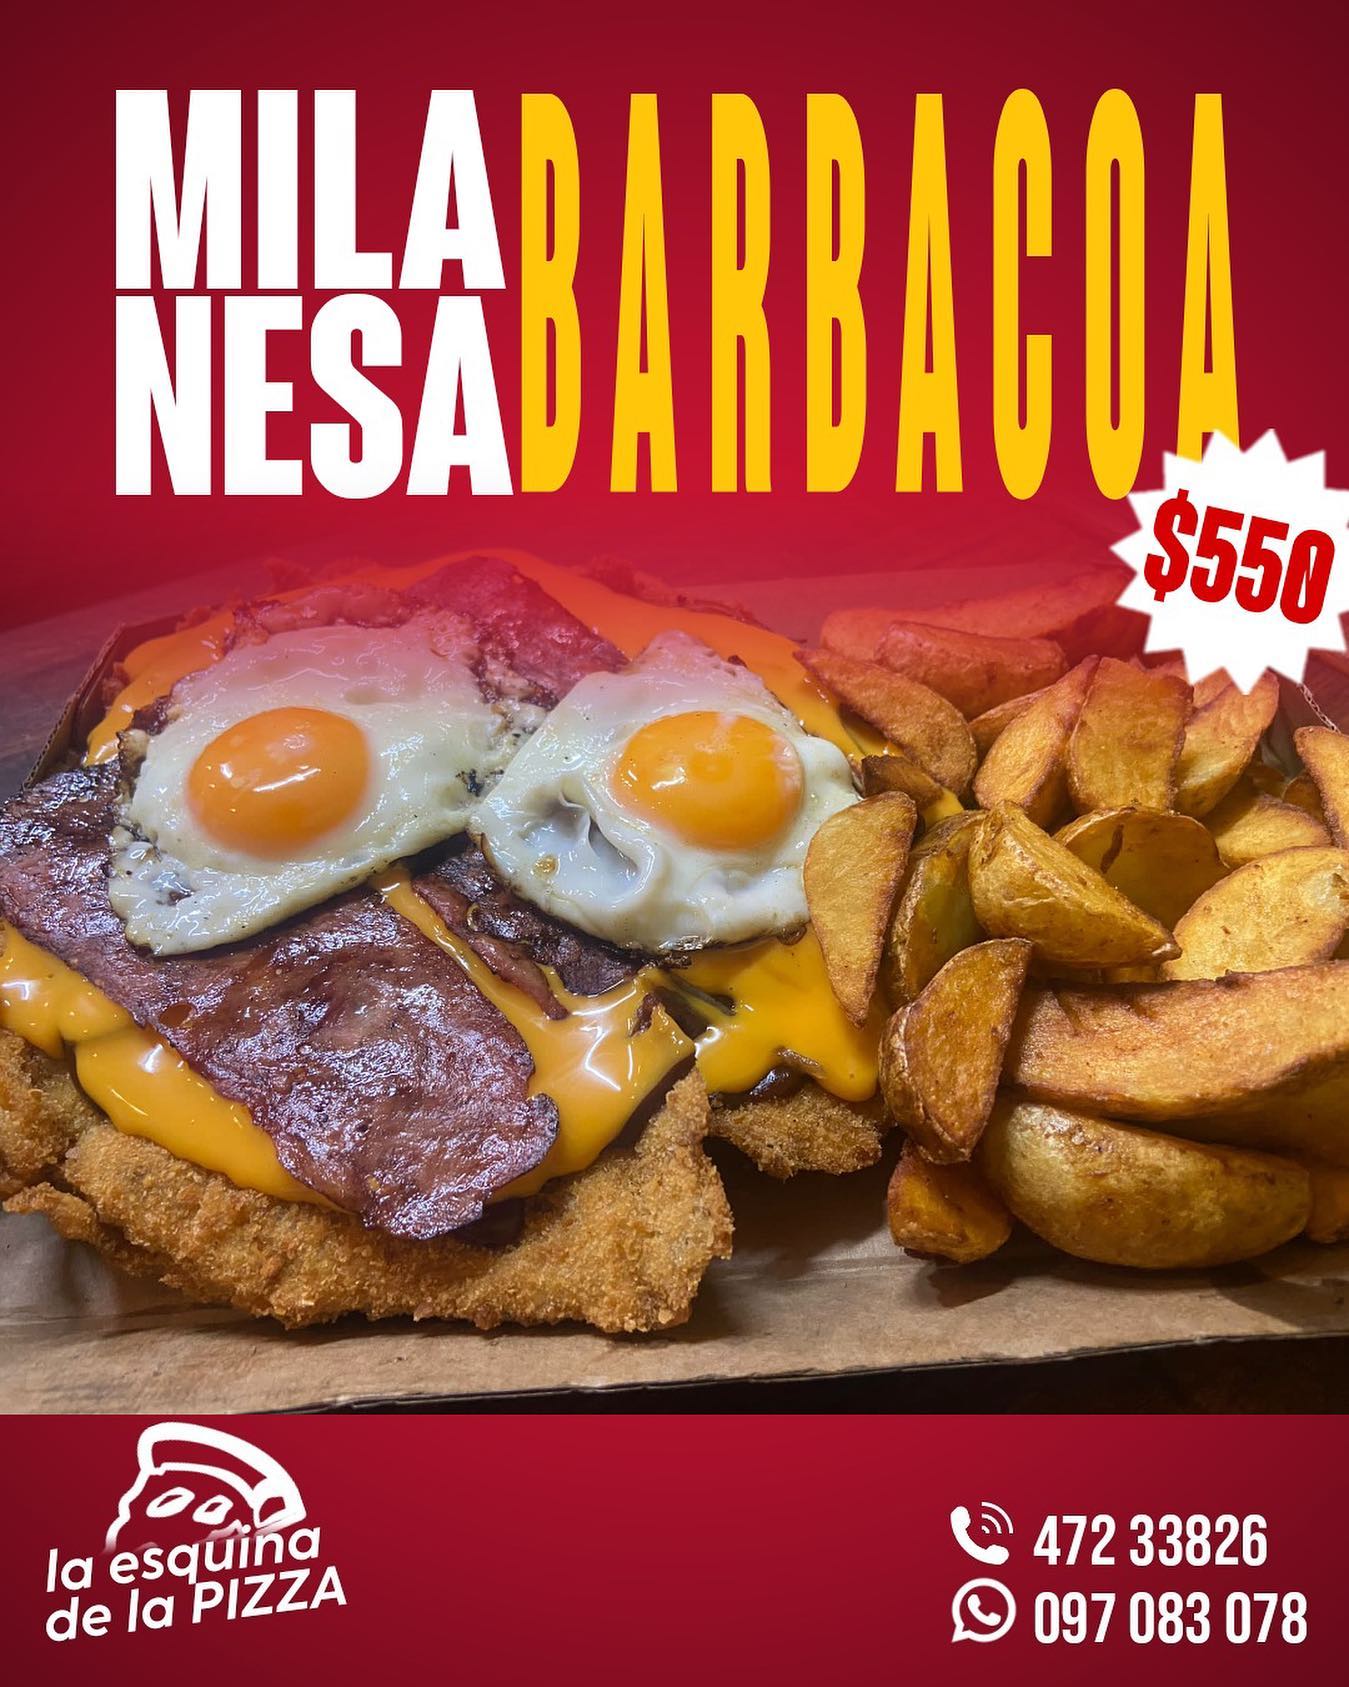 MILA
NESA
BARBACOA
$550
la esquina
de la PIZZA
472 33826
097 083 078